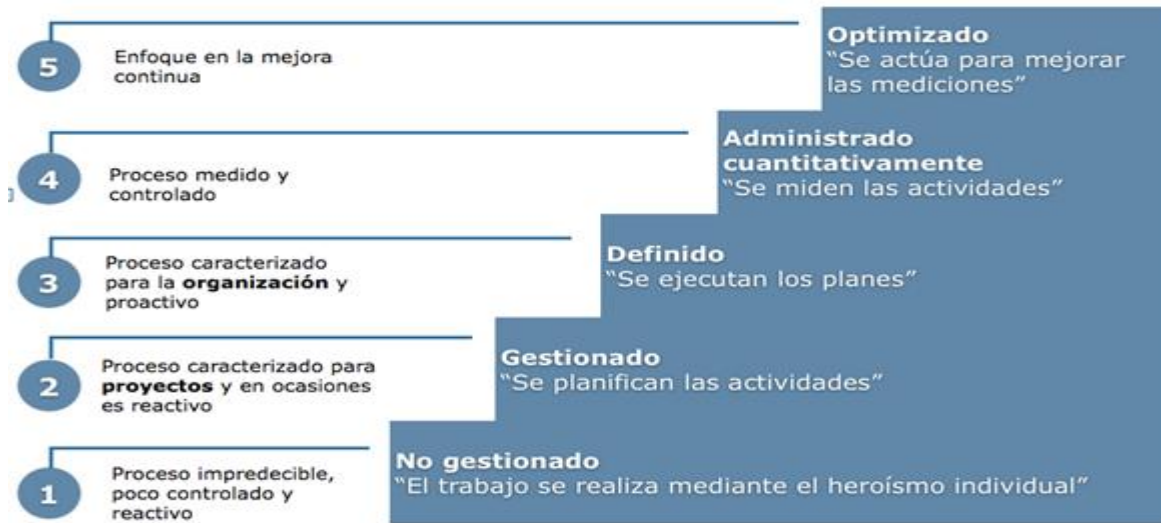 5
Enfoque en la mejora
continua
Optimizado
“Se actúa para mejorar
las mediciones”
4
Proceso medido y
controlado
Administrado
cuantitativamente
“Se miden las actividades”
3
Proceso caracterizado
para la organización y
proactivo
Definido
“Se ejecutan los planes”
2
Proceso caracterizado para
proyectos y en ocasiones
es reactivo
Gestionado
“Se planifican las actividades”
1
Proceso impredecible,
poco controlado y
reactivo
No gestionado
“El trabajo se realiza mediante el heroísmo individual”